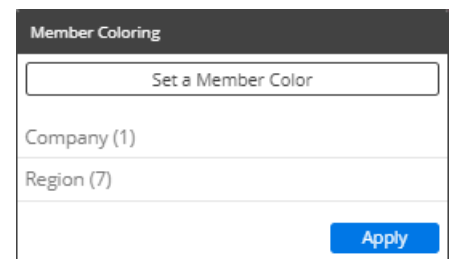 Member Coloring
Set a Member Color
Company (1)
Region (7)
Apply